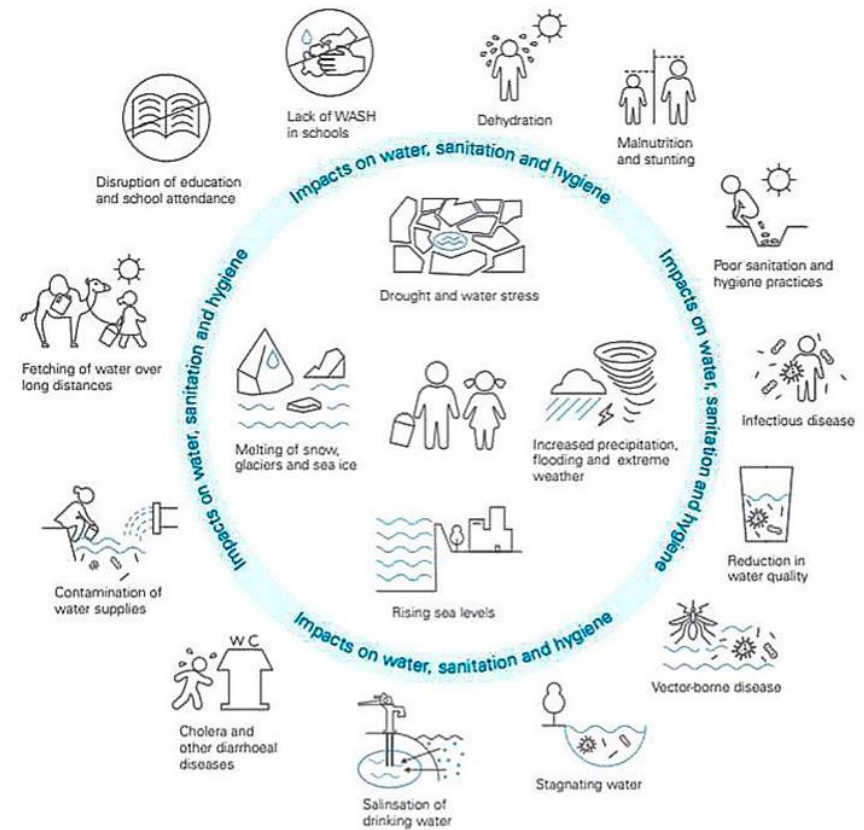 Lack of WASH
in schools
Dehydration
Malnutrition
and stunting
Disruption of education
and school attendance
Impacts on water, sanitation and hygiene
Poor sanitation and
hygiene practices
Impacts on water, sanitation and hygiene
Impacts on water, sanitation and hygiene
Drought and water stress
Fetching of water over
long distances
Infectious disease
Melting of snow,
glaciers and sea ice
Increased precipitation,
flooding and extreme
weather
Reduction in
water quality
Contamination of
water supplies
Rising sea levels
Impacts on water, sanitation and hygiene
WC
Vector-borne disease
Cholera and
other diarrhoeal
diseases
Stagnating water
Salinsation of
drinking water